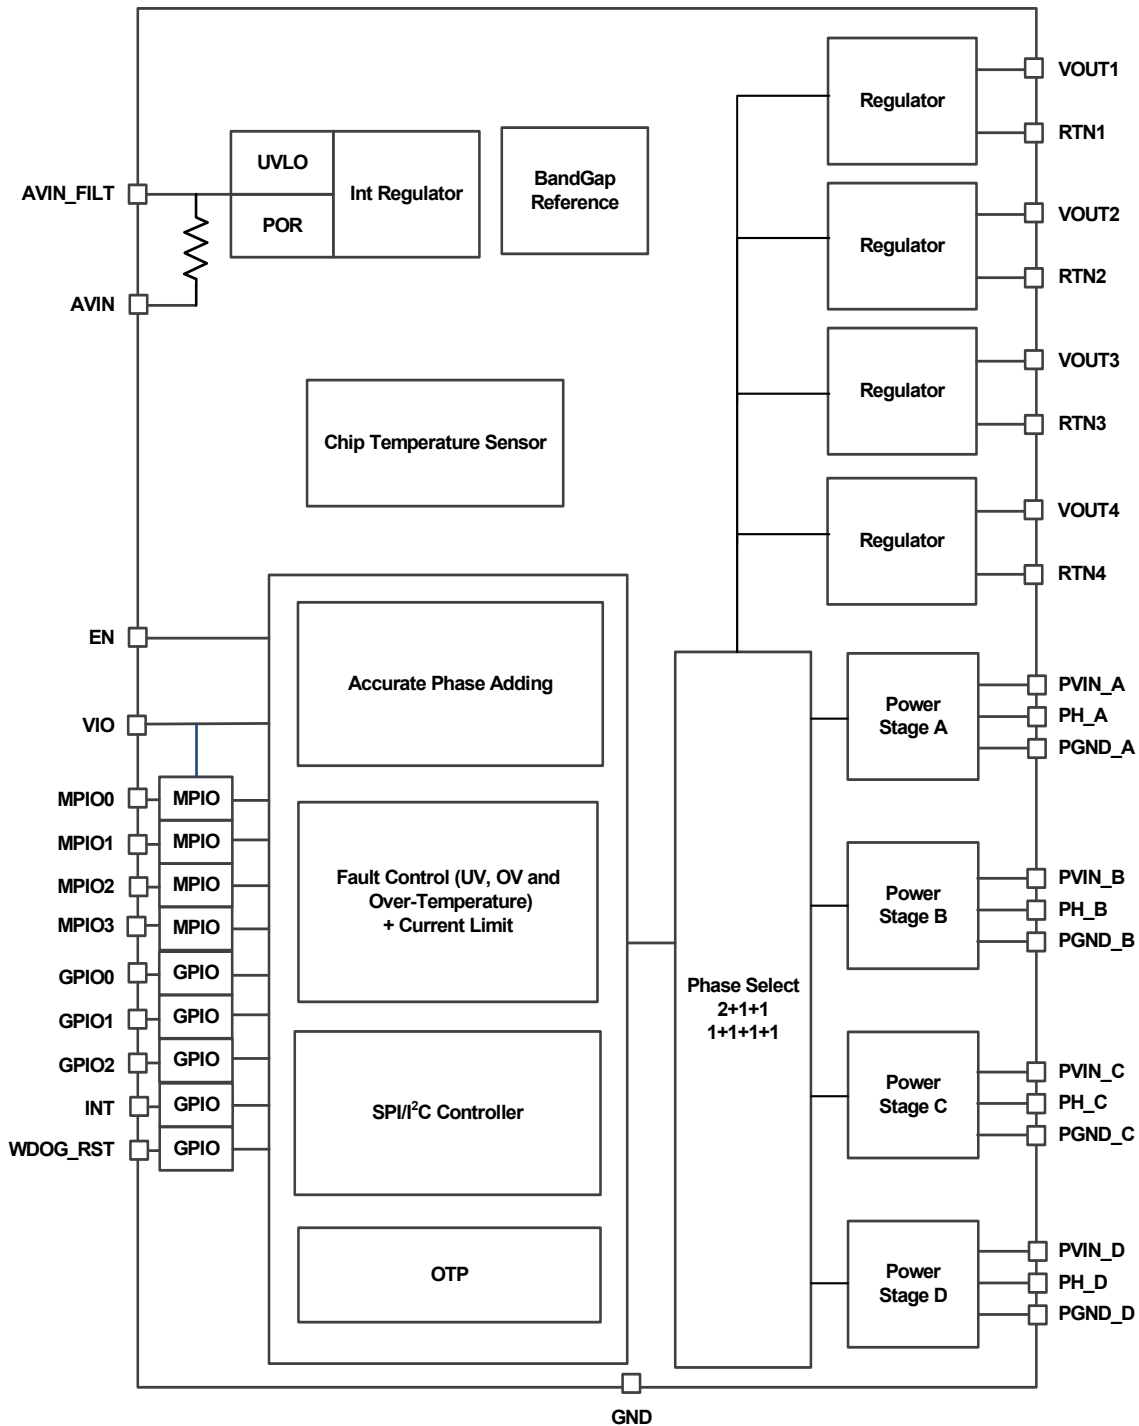 VOUT1
Regulator
RTN1
UVLO
POR
Int Regulator
BandGap
Reference
AVIN_FILT
AVIN
VOUT2
Regulator
RTN2
VOUT3
Regulator
RTN3
Chip Temperature Sensor
VOUT4
Regulator
RTN4
EN
VIO
Accurate Phase Adding
MPIO0
MPIO
MPIO1
MPIO
MPIO2
MPIO
MPIO3
MPIO
GPIO0
GPIO
GPIO1
GPIO
GPIO2
GPIO
INT
GPIO
WDOG_RST
GPIO
Fault Control (UV, OV and
Over-Temperature)
+ Current Limit
SPI/I²C Controller
OTP
Phase Select
2+1+1
1+1+1+1
Power
Stage A
PVIN_A
PH_A
PGND_A
Power
Stage B
PVIN_B
PH_B
PGND_B
Power
Stage C
PVIN_C
PH_C
PGND_C
Power
Stage D
PVIN_D
PH_D
PGND_D
GND